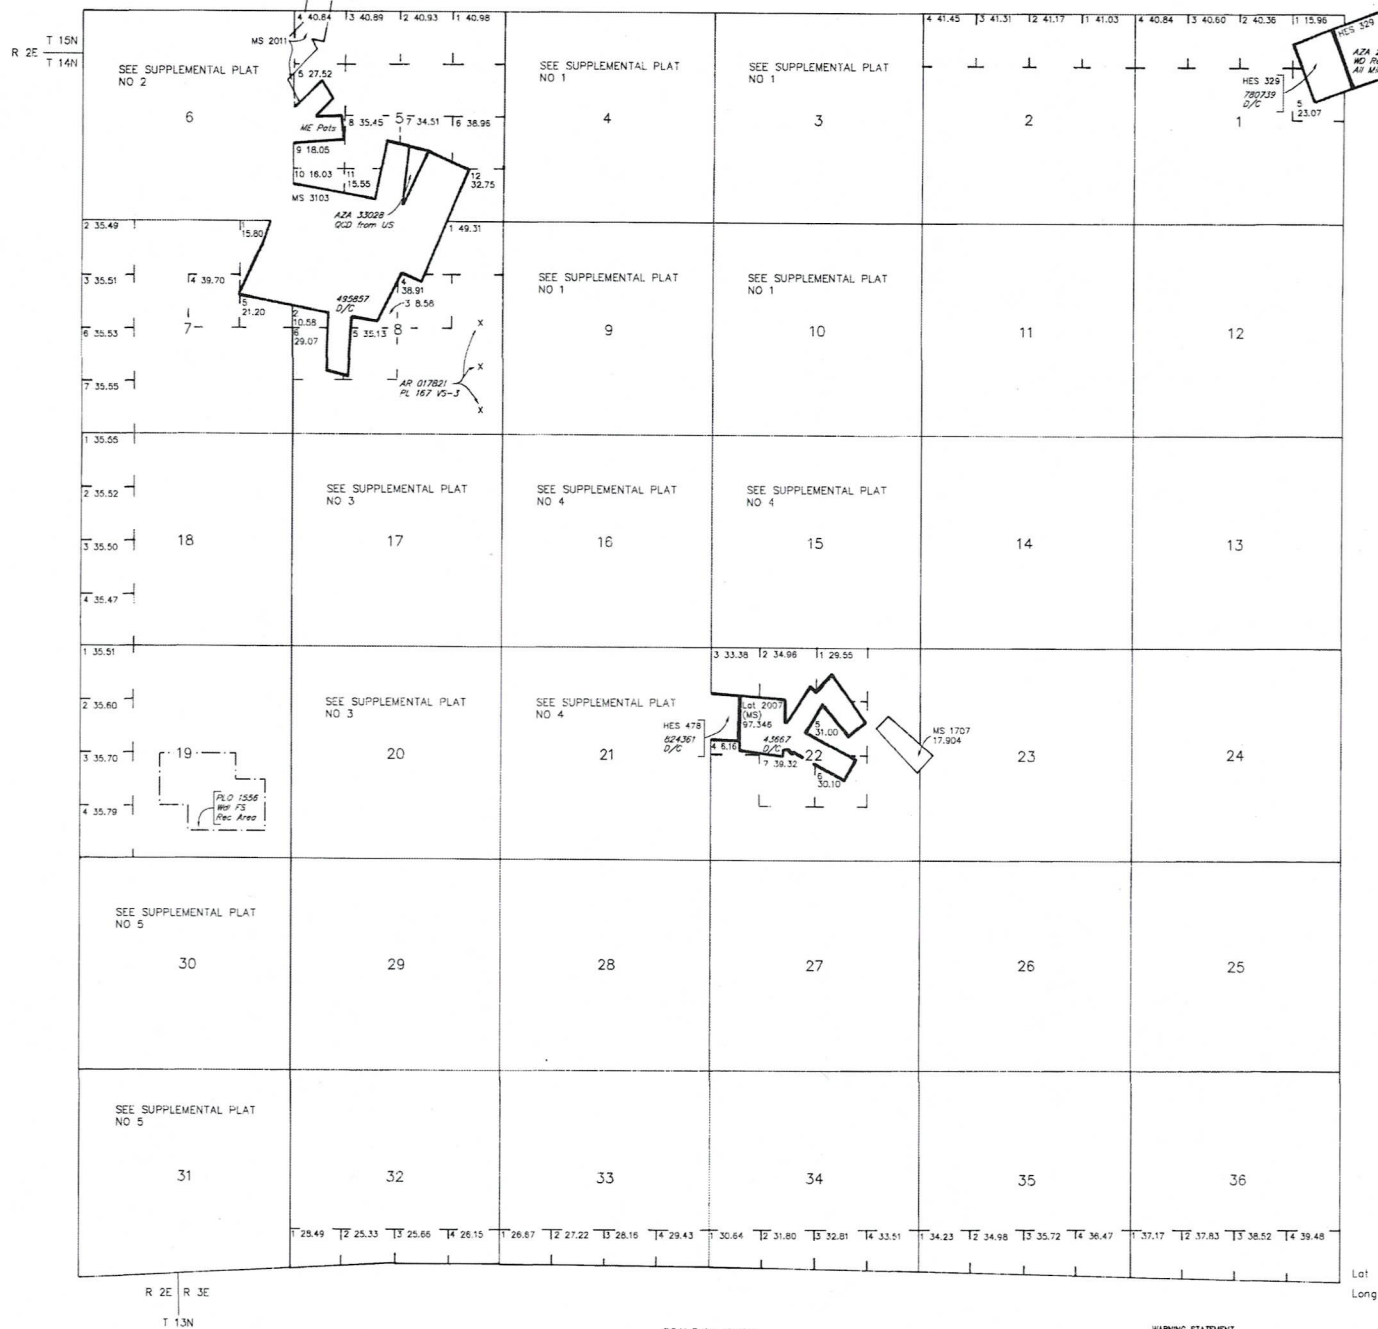 4 40.84 3 40.89 2 40.93 1 40.98
4 41.45 3 41.31 2 41.17 1 41.03 4 40.84 3 40.60 2 40.36 1 15.96
HES 329
T 15N
R 2E
T 14N
MS 2011
SEE SUPPLEMENTAL PLAT
NO 2
6
5 27.52
SEE SUPPLEMENTAL PLAT
NO 1
4
SEE SUPPLEMENTAL PLAT
NO 1
3
2
1
HES 329
780739
D/C
5
23.07
AZA
WD
All
ME Pats
8 35.45 5 7 34.51 6 38.96
9 18.05
10 16.03 11
15.55
12
32.75
MS 3103
AZA 33028
QCD from US
2 35.49
1
15.80
1 49.31
3 35.51
4 39.70
SEE SUPPLEMENTAL PLAT
NO 1
9
SEE SUPPLEMENTAL PLAT
NO 1
10
11
12
495857
D/C
4
38.91
3 8.58
5
21.20
2
10.58
6 35.53
7
6
29.07
5 35.13 8
x
x
x
7 35.55
AR 017821
PL 167 VS-3
1 35.55
2 35.52
SEE SUPPLEMENTAL PLAT
NO 3
17
SEE SUPPLEMENTAL PLAT
NO 4
16
SEE SUPPLEMENTAL PLAT
NO 4
15
14
13
3 35.50
18
4 35.47
1 35.51
3 33.38 2 34.96 1 29.55
2 35.60
SEE SUPPLEMENTAL PLAT
NO 3
20
SEE SUPPLEMENTAL PLAT
NO 4
21
HES 478
624361
D/C
Lot 2007
(MS)
97.346
43667
D/C
5
31.00
MS 1707
17.904
4 6.16
7 39.32
22
6
30.10
23
24
3 35.70
19
4 35.79
PLO 1556
Wdl FS
Rec Area
SEE SUPPLEMENTAL PLAT
NO 5
30
29
28
27
26
25
SEE SUPPLEMENTAL PLAT
NO 5
31
32
33
34
35
36
1 28.49 2 25.33 3 25.66 4 26.15 1 26.67 2 27.22 3 28.16 4 29.43 1 30.64 2 31.80 3 32.81 4 33.51 1 34.23 2 34.98 3 35.72 4 36.47 1 37.17 2 37.83 3 38.52 4 39.48
Lat
Long
R 2E R 3E
T 13N
WARNING STATEMENT